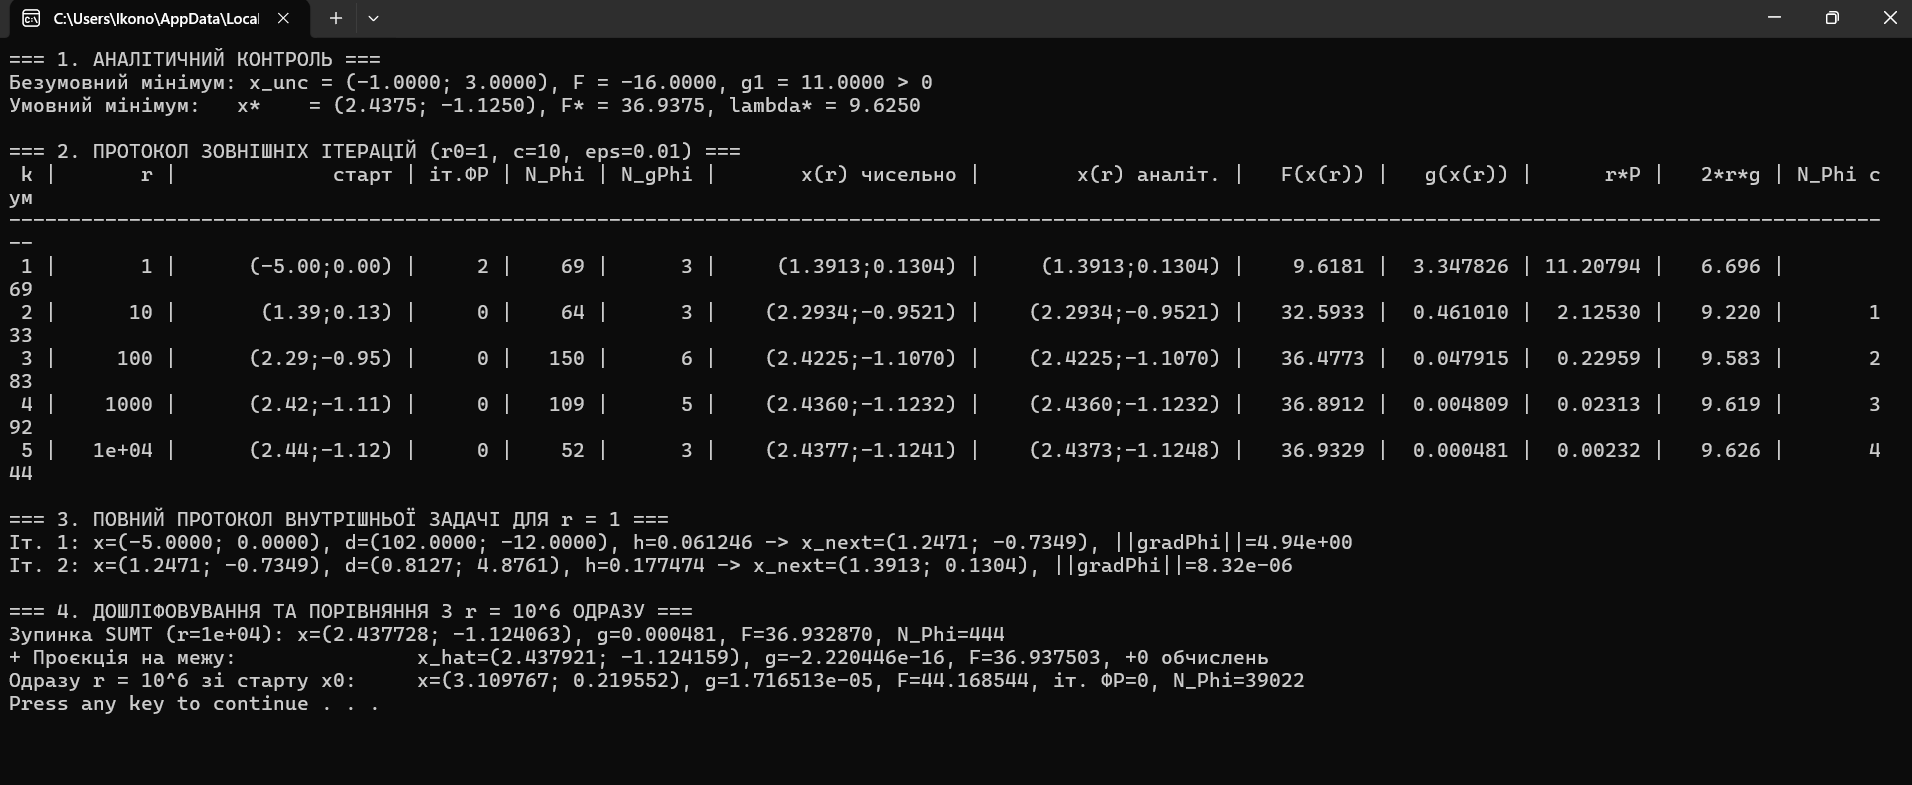 C:\Users\lkono\AppData\Local
=== 1. АНАЛІТИЧНИЙ КОНТРОЛЬ ===
Безумовний мінімум: x_unc = (-1.0000; 3.0000), F = -16.0000, g1 = 11.0000 > 0
Умовний мінімум:   x*    = (2.4375; -1.1250), F* = 36.9375, lambda* = 9.6250
=== 2. ПРОТОКОЛ ЗОВНІШНІХ ІТЕРАЦІЙ (r0=1, c=10, eps=0.01) ===
k |         r |             старт | іт.ФР | N_Phi | N_gPhi |       x(r) чисельно |        x(r) аналіт. |   F(x(r)) |   g(x(r)) |      r*P |   2*r*g | N_Phi с
ум
------------------------------------------------------------------------------------------------------------------------------------------------------------
--
1 |         1 |      (-5.00;0.00) |     2 |    69 |      3 |     (1.3913;0.1304) |     (1.3913;0.1304) |    9.6181 |  3.347826 | 11.20794 |   6.696 |
69
2 |        10 |       (1.39;0.13) |     0 |    64 |      3 |    (2.2934;-0.9521) |    (2.2934;-0.9521) |   32.5933 |  0.461010 |  2.12530 |   9.220 |       1
33
3 |       100 |      (2.29;-0.95) |     0 |   150 |      6 |    (2.4225;-1.1070) |    (2.4225;-1.1070) |   36.4773 |  0.047915 |  0.22959 |   9.583 |       2
83
4 |      1000 |      (2.42;-1.11) |     0 |   109 |      5 |    (2.4360;-1.1232) |    (2.4360;-1.1232) |   36.8912 |  0.004809 |  0.02313 |   9.619 |       3
92
5 |     1e+04 |      (2.44;-1.12) |     0 |    52 |      3 |    (2.4377;-1.1241) |    (2.4373;-1.1248) |   36.9329 |  0.000481 |  0.00232 |   9.626 |       4
44
=== 3. ПОВНИЙ ПРОТОКОЛ ВНУТРІШНЬОЇ ЗАДАЧІ ДЛЯ r = 1 ===
Іт. 1: x=(-5.0000; 0.0000), d=(102.0000; -12.0000), h=0.061246 -> x_next=(1.2471; -0.7349), ||gradPhi||=4.94e+00
Іт. 2: x=(1.2471; -0.7349), d=(0.8127; 4.8761), h=0.177474 -> x_next=(1.3913; 0.1304), ||gradPhi||=8.32e-06
=== 4. ДОШЛІФОВУВАННЯ ТА ПОРІВНЯННЯ З r = 10^6 ОДРАЗУ ===
Зупинка SUMT (r=1e+04): x=(2.437728; -1.124063), g=0.000481, F=36.932870, N_Phi=444
+ Проєкція на межу:               x_hat=(2.437921; -1.124159), g=-2.220446e-16, F=36.937503, +0 обчислень
Одразу r = 10^6 зі старту x0:     x=(3.109767; 0.219552), g=1.716513e-05, F=44.168544, іт. ФР=0, N_Phi=39022
Press any key to continue . . .